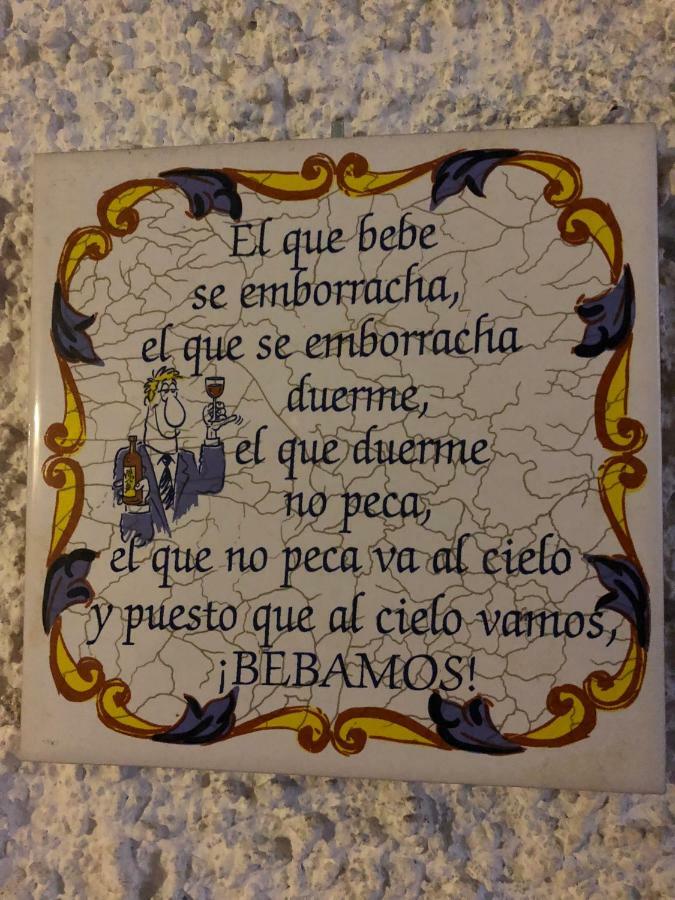 El que bebe
se emborracha,
el que se emborracha
duerme,
el que duerme
no peca,
el que no peca va al cielo
y puesto que al cielo vamos,
¡BEBAMOS!